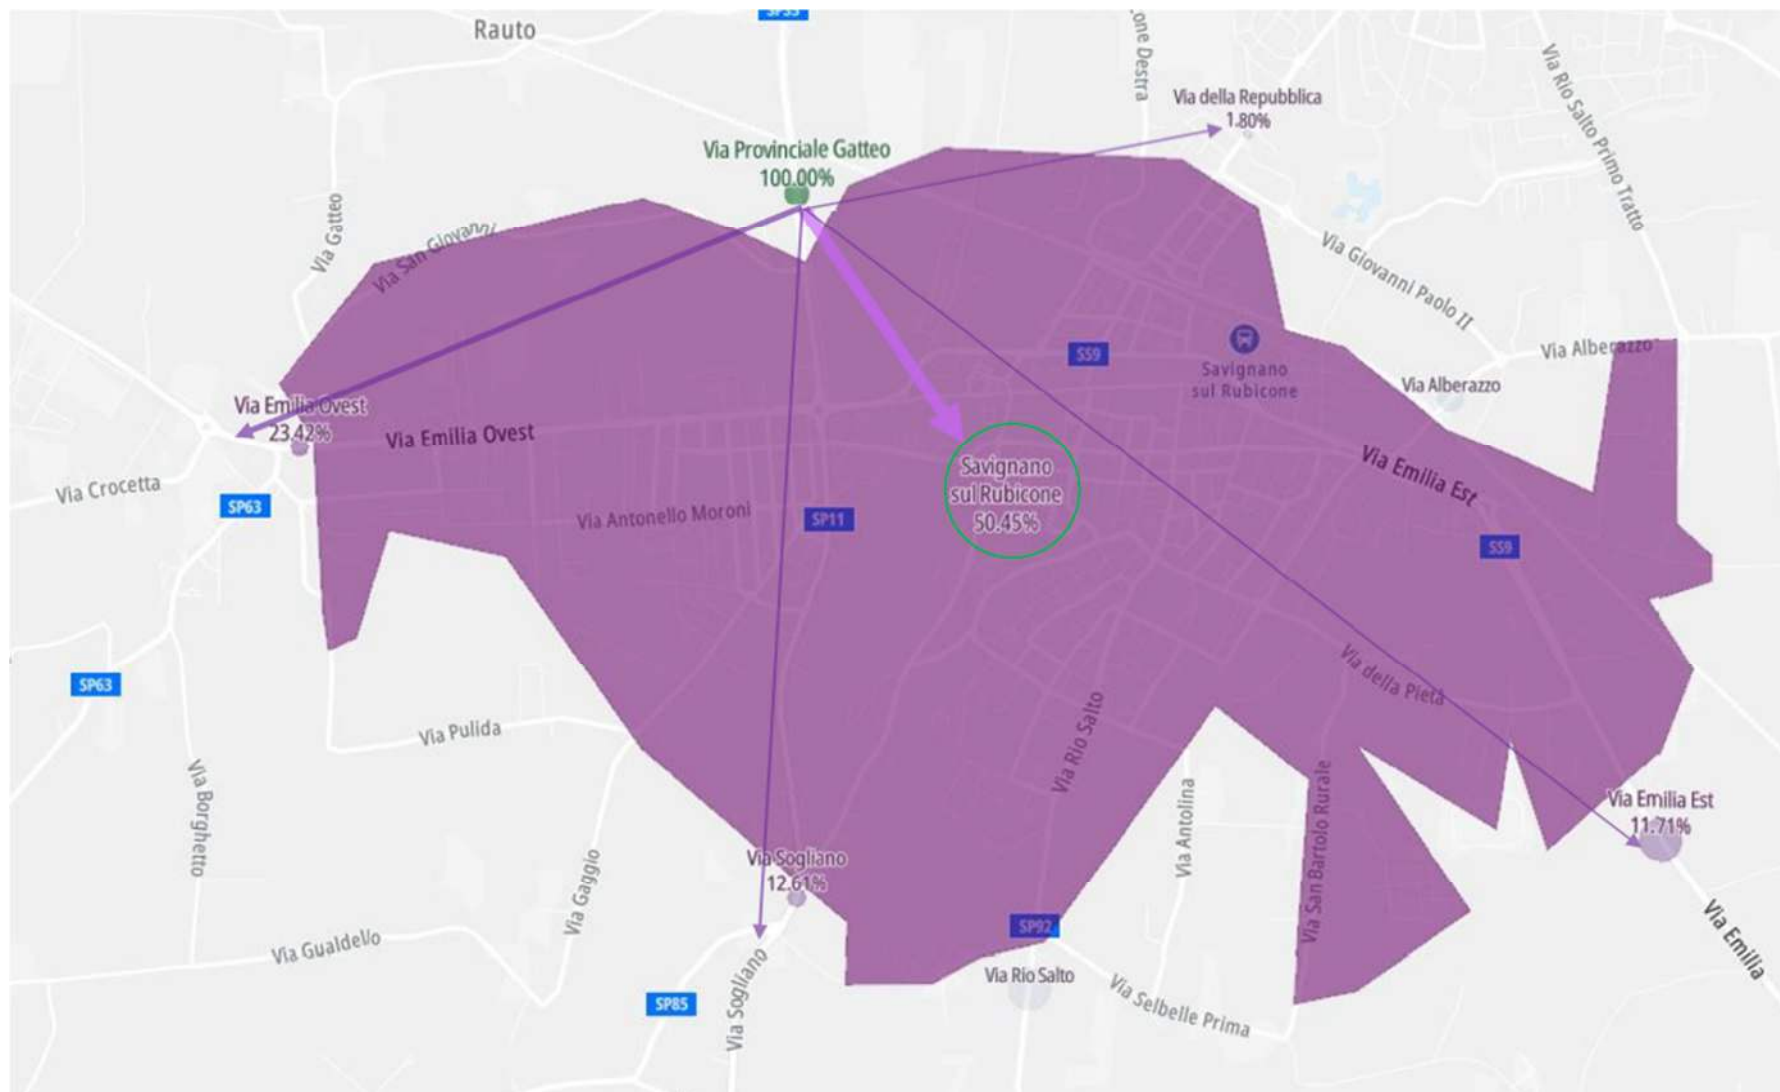 SP33
Rauto
cone Destra
Via Rio Salto Primo Tratto
Via della Repubblica
1.80%
Via Provinciale Gatteo
100.00%
Via Gatteo
Via San Giovanni
Via Giovanni Paolo II
SS9
Savignano
sul Rubicone
Via Alberazzo
Via Alberazzo
Via Emilia Ovest
23.42%
Via Emilia Ovest
Via Emilia Est
Savignano
sul Rubicone
50.45%
Via Crocetta
SP63
Via Antonello Moroni
SP11
SS9
SP63
Via della Pietà
Via Pulida
Via Rio Salto
Via Borghetto
Via Antolina
Via San Bartolo Rurale
Via Emilia Est
11.71%
Via Sogliano
12.61%
Via Gaggio
SP92
Via Emilia
Via Gualdello
Via Rio Salto
Via Sogliano
SP85
Via Selbelle Prima